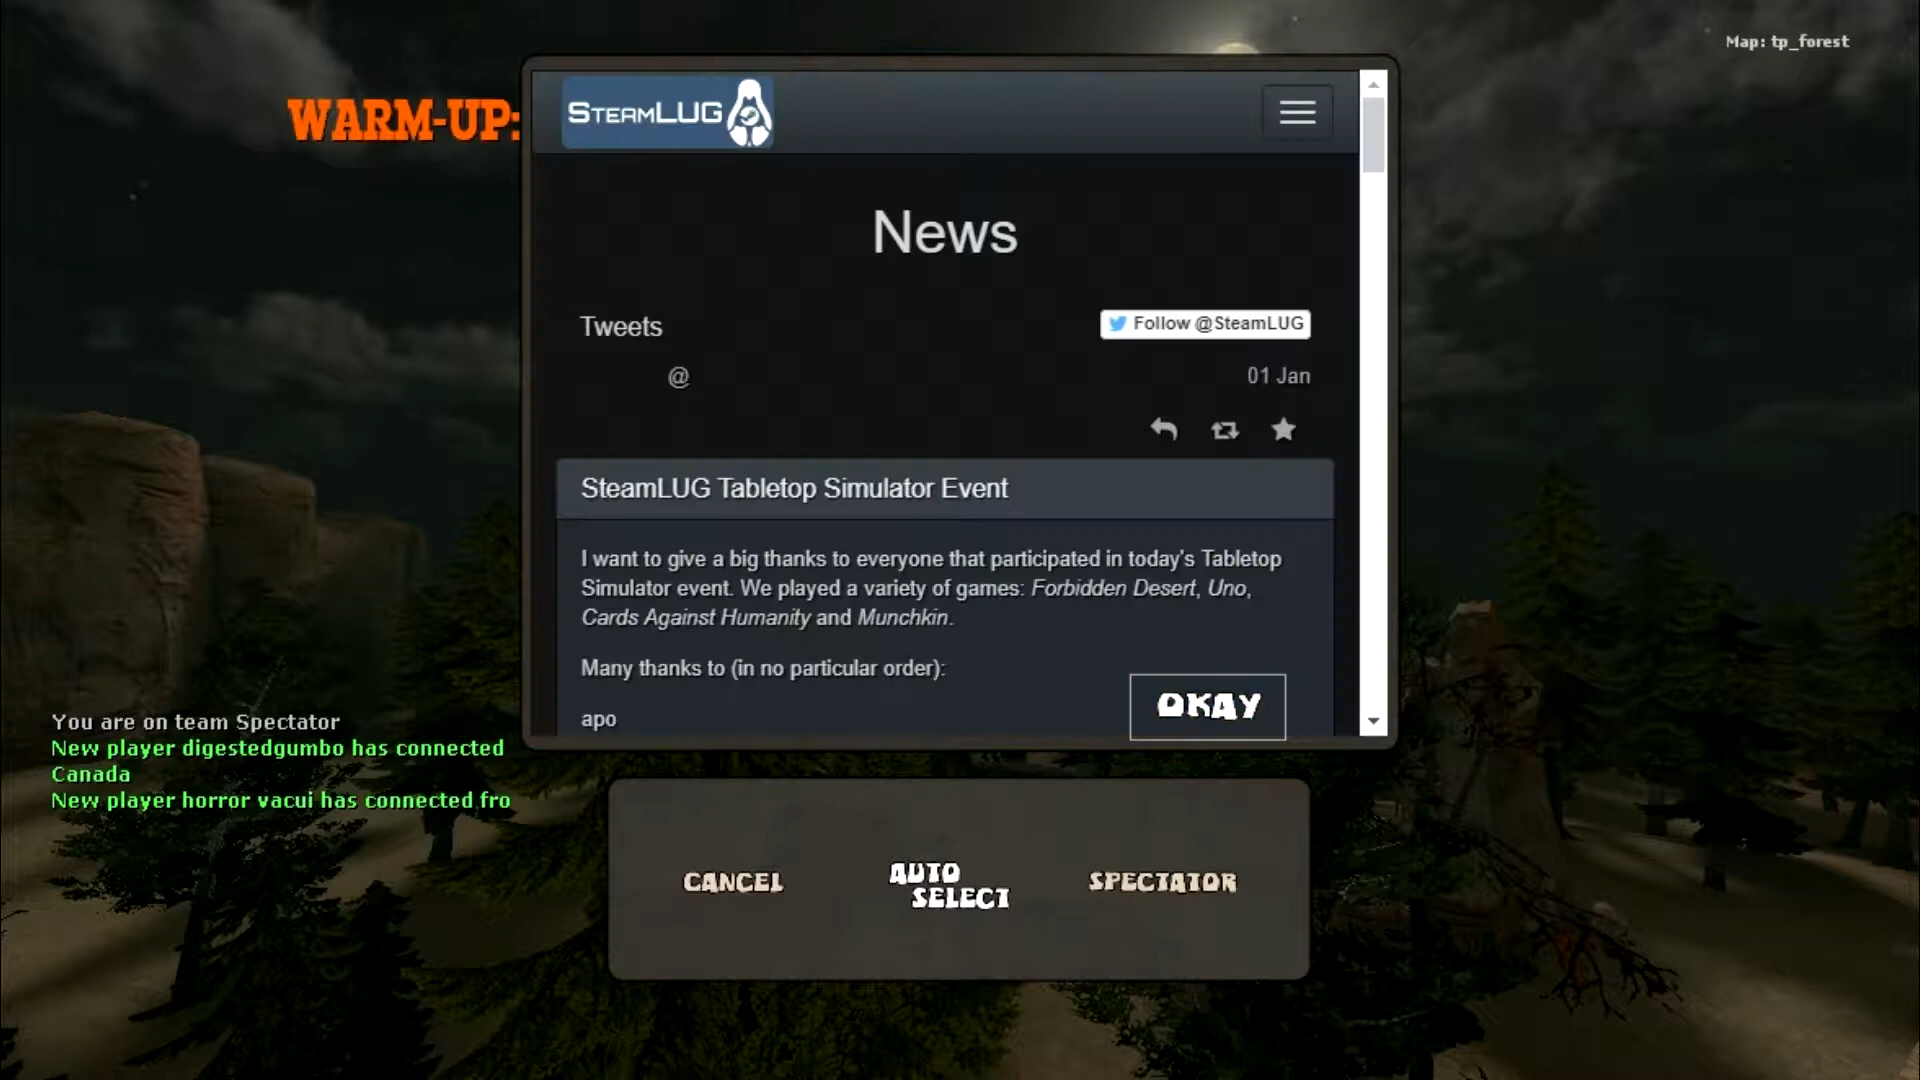 Map: tp_forest
WARM-UP:
STEAMLUG
News
Tweets
Follow @SteamLUG
@
01 Jan
SteamLUG Tabletop Simulator Event
I want to give a big thanks to everyone that participated in today's Tabletop
Simulator event. We played a variety of games: Forbidden Desert, Uno,
Cards Against Humanity and Munchkin.
Many thanks to (in no particular order):
apo
OKAY
You are on team Spectator
New player digestedgumbo has connected
Canada
New player horror vacui has connected fro
CANCEL
AUTO
SELECT
SPECTATOR